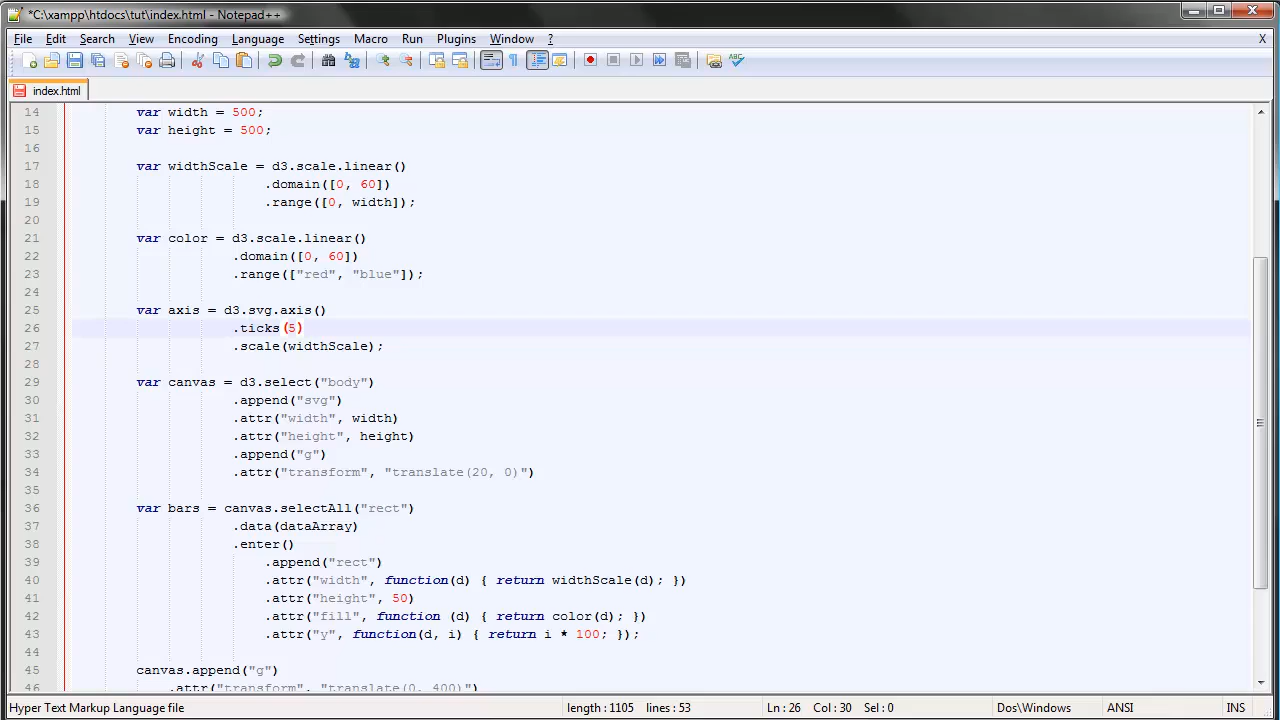 *C:\xampp\htdocs\tut\index.html - Notepad++
File Edit Search View Encoding Language Settings Macro Run Plugins Window ? X
index.html
14 var width = 500;
15 var height = 500;
16
17 var widthScale = d3.scale.linear()
18 .domain([0, 60])
19 .range([0, width]);
20
21 var color = d3.scale.linear()
22 .domain([0, 60])
23 .range(["red", "blue"]);
24
25 var axis = d3.svg.axis()
26 .ticks(5)
27 .scale(widthScale);
28
29 var canvas = d3.select("body")
30 .append("svg")
31 .attr("width", width)
32 .attr("height", height)
33 .append("g")
34 .attr("transform", "translate(20, 0)")
35
36 var bars = canvas.selectAll("rect")
37 .data(dataArray)
38 .enter()
39 .append("rect")
40 .attr("width", function(d) { return widthScale(d); })
41 .attr("height", 50)
42 .attr("fill", function (d) { return color(d); })
43 .attr("y", function(d, i) { return i * 100; });
44
45 canvas.append("g")
46 .attr("transform", "translate(0, 400)")
Hyper Text Markup Language file length : 1105 lines : 53 Ln : 26 Col : 30 Sel : 0 Dos\Windows ANSI INS